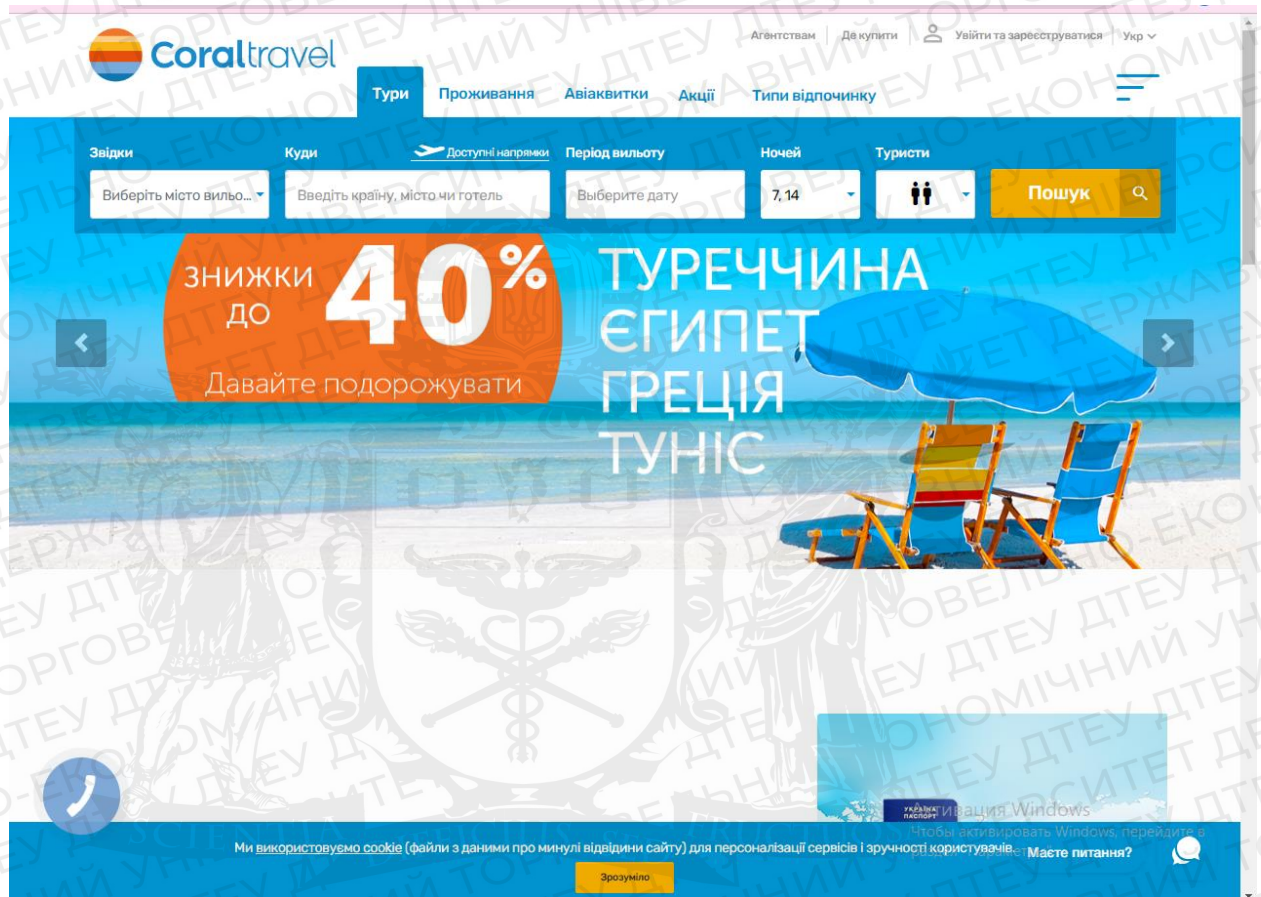 Coraltravel
Агентствам Де купити Увійти та зареєструватися Укр
Тури Проживання Авіаквитки Акції Типи відпочинку
Звідки Куди Доступні напрямки Період вильоту Ночей Туристи
Виберіть місто вильо... Введіть країну, місто чи готель Выберите дату 7, 14 Пошук
ЗНИЖКИ ДО 40%
Давайте подорожувати
ТУРЕЧЧИНА
ЄГИПЕТ
ГРЕЦІЯ
ТУНІС
УКРАЇНА
ПАСПОРТ
Активация Windows
Чтобы активировать Windows, перейдите в
Ми використовуємо cookie (файли з даними про минулі відвідини сайту) для персоналізації сервісів і зручності користувачів.
Маєте питання?
Зрозуміло